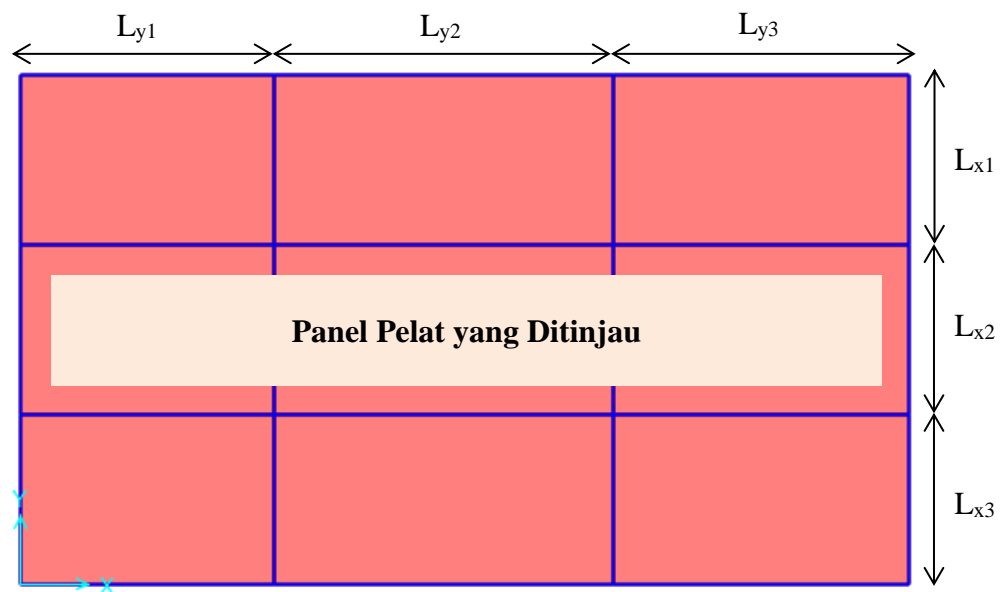 Ly1
Ly2
Ly3
Lx1
Panel Pelat yang Ditinjau
Lx2
Lx3
Y
X